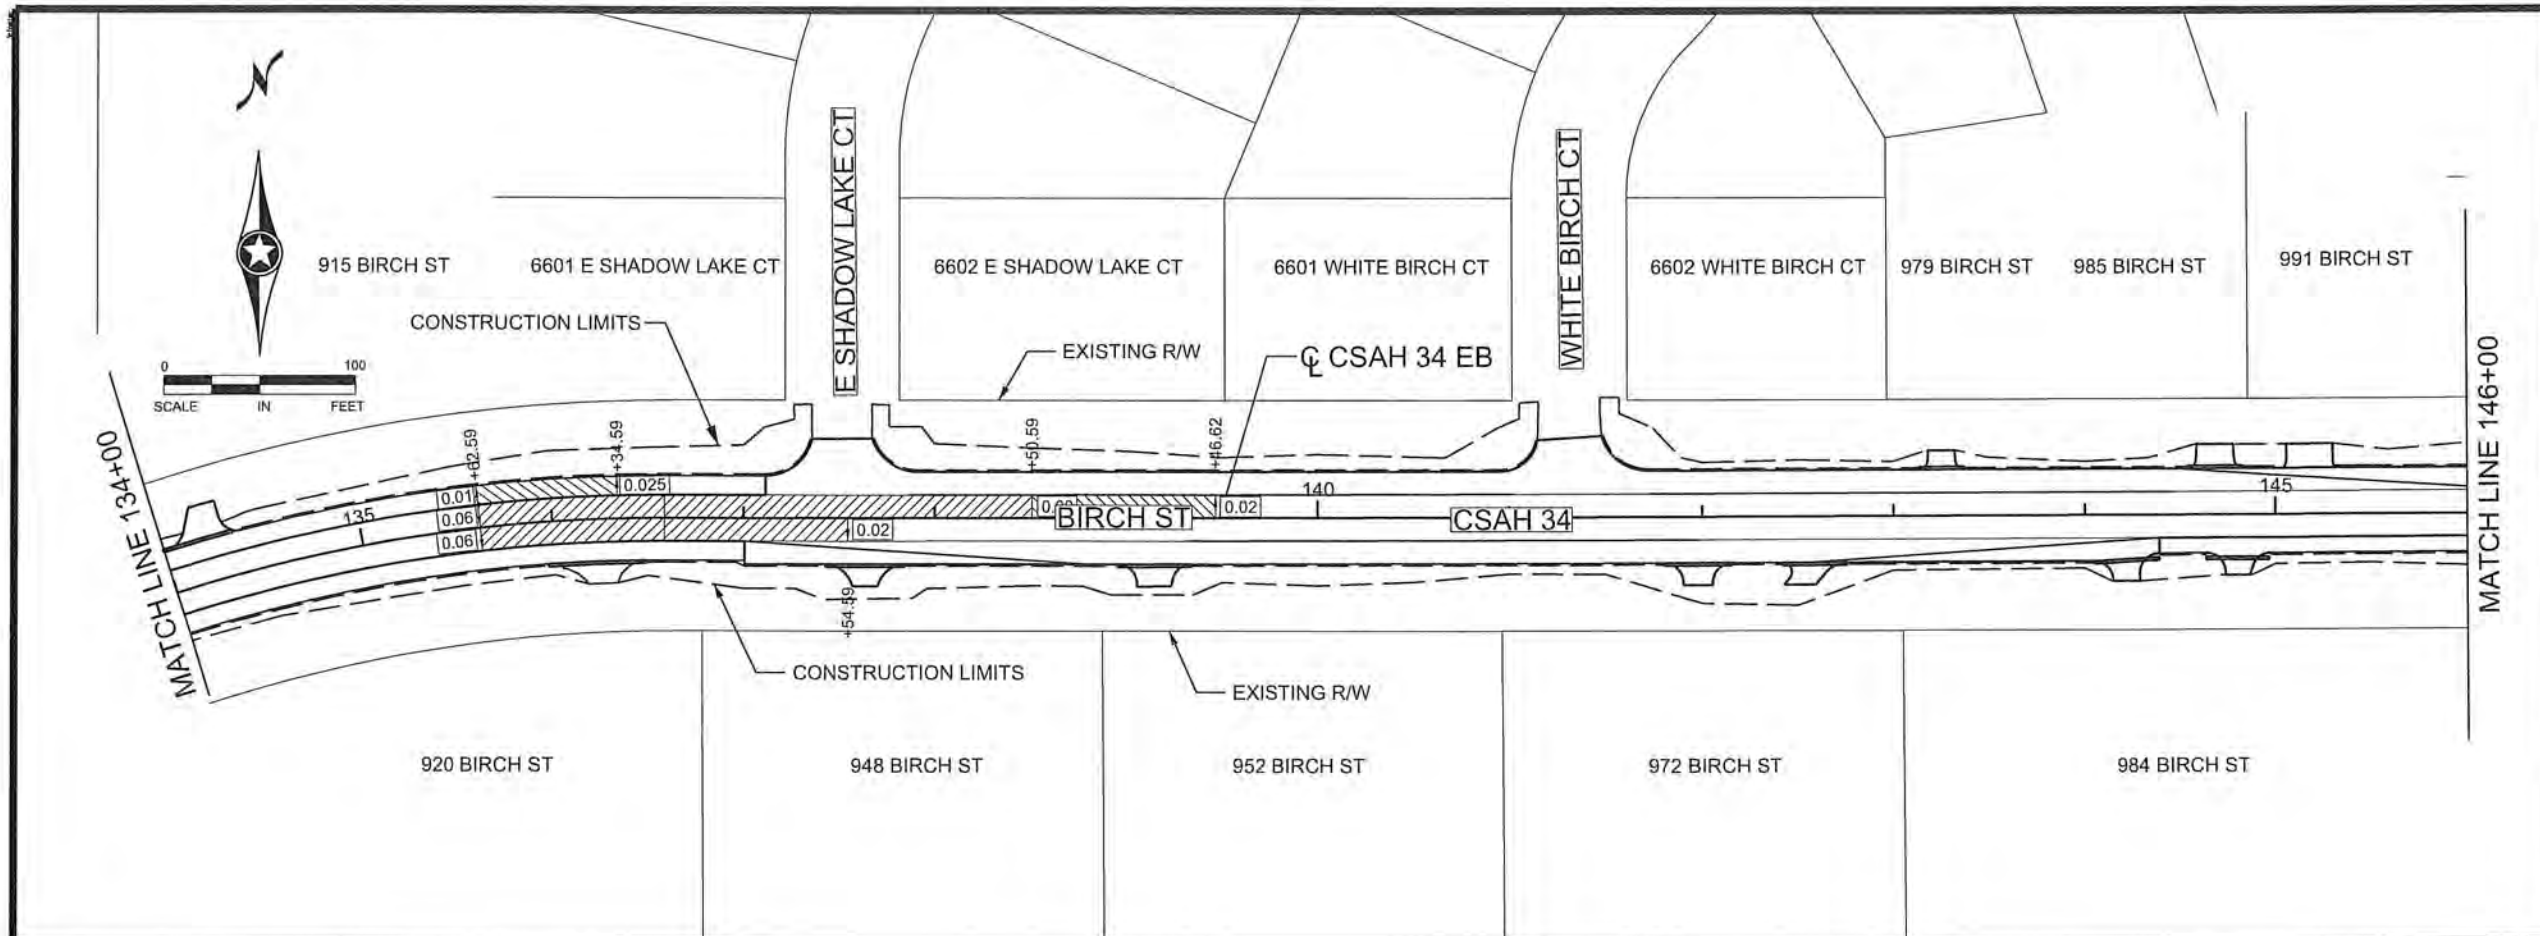 N
0 100
SCALE IN FEET
915 BIRCH ST
6601 E SHADOW LAKE CT
E SHADOW LAKE CT
6602 E SHADOW LAKE CT
6601 WHITE BIRCH CT
WHITE BIRCH CT
6602 WHITE BIRCH CT
979 BIRCH ST
985 BIRCH ST
991 BIRCH ST
CONSTRUCTION LIMITS
EXISTING R/W
℄ CSAH 34 EB
MATCH LINE 134+00
MATCH LINE 146+00
+62.59
+34.59
+50.59
+46.62
0.01
0.025
0.06
0.06
0.02
0.02
135
140
145
BIRCH ST
CSAH 34
+54.59
CONSTRUCTION LIMITS
EXISTING R/W
920 BIRCH ST
948 BIRCH ST
952 BIRCH ST
972 BIRCH ST
984 BIRCH ST